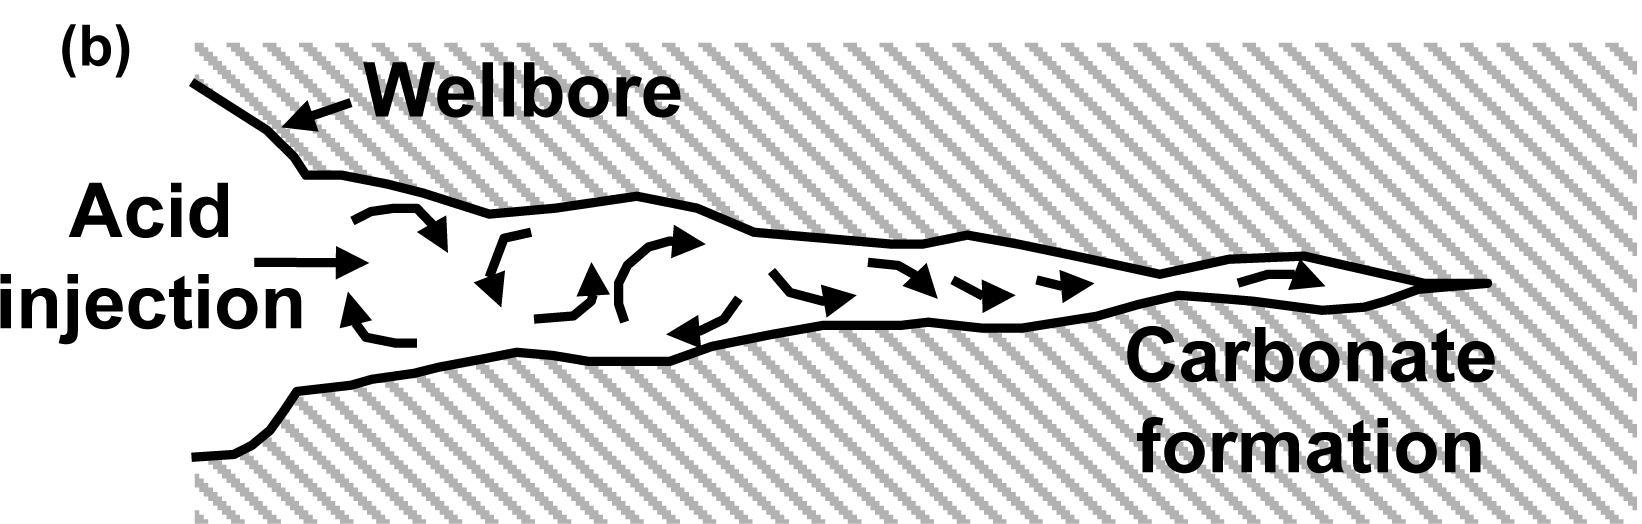 (b)
Wellbore
Acid
injection
Carbonate
formation